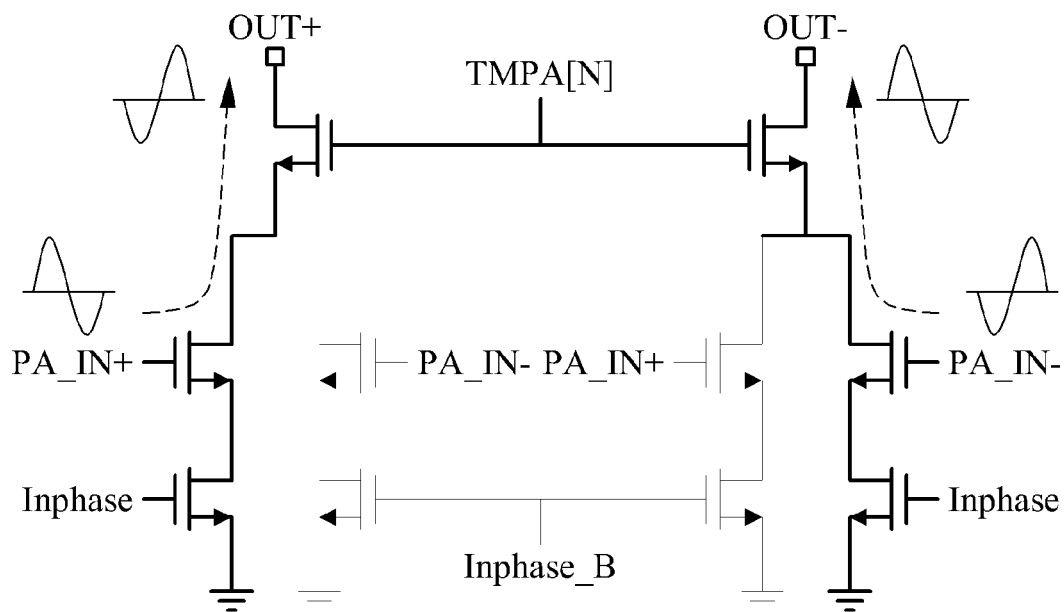 OUT+
OUT-
TMPA[N]
PA_IN+
PA_IN-
PA_IN+
PA_IN-
Inphase
Inphase
Inphase_B